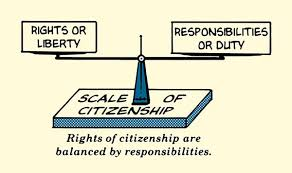 RIGHTS OR
LIBERTY
RESPONSIBILITIES
OR DUTY
SCALE OF
CITIZENSHIP
Rights of citizenship are
balanced by responsibilities.